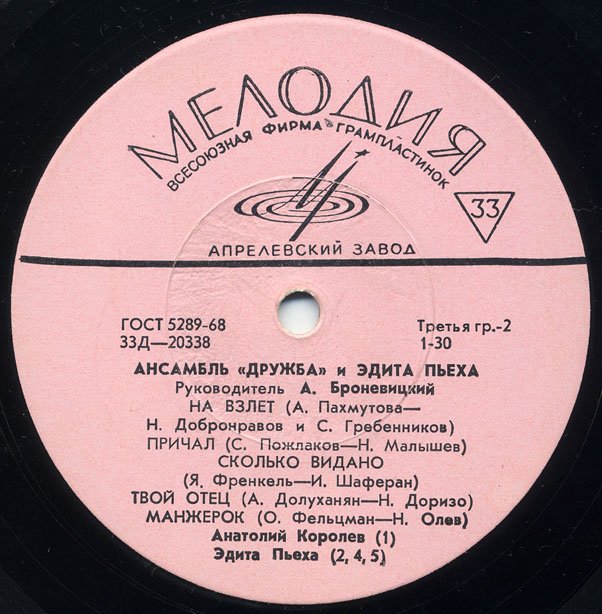 МЕЛОДИЯ
ВСЕСОЮЗНАЯ ФИРМА ГРАМПЛАСТИНОК
33
АПРЕЛЕВСКИЙ ЗАВОД
ГОСТ 5289-68 Третья гр.-2
33Д—20338 1-30
АНСАМБЛЬ «ДРУЖБА» и ЭДИТА ПЬЕХА
Руководитель А. Броневицкий
НА ВЗЛЕТ (А. Пахмутова—
Н. Добронравов и С. Гребенников)
ПРИЧАЛ (С. Пожлаков—Н. Малышев)
СКОЛЬКО ВИДАНО
(Я. Френкель—И. Шаферан)
ТВОЙ ОТЕЦ (А. Долуханян—Н. Доризо)
МАНЖЕРОК (О. Фельцман—Н. Олев)
Анатолий Королев (1)
Эдита Пьеха (2, 4, 5)